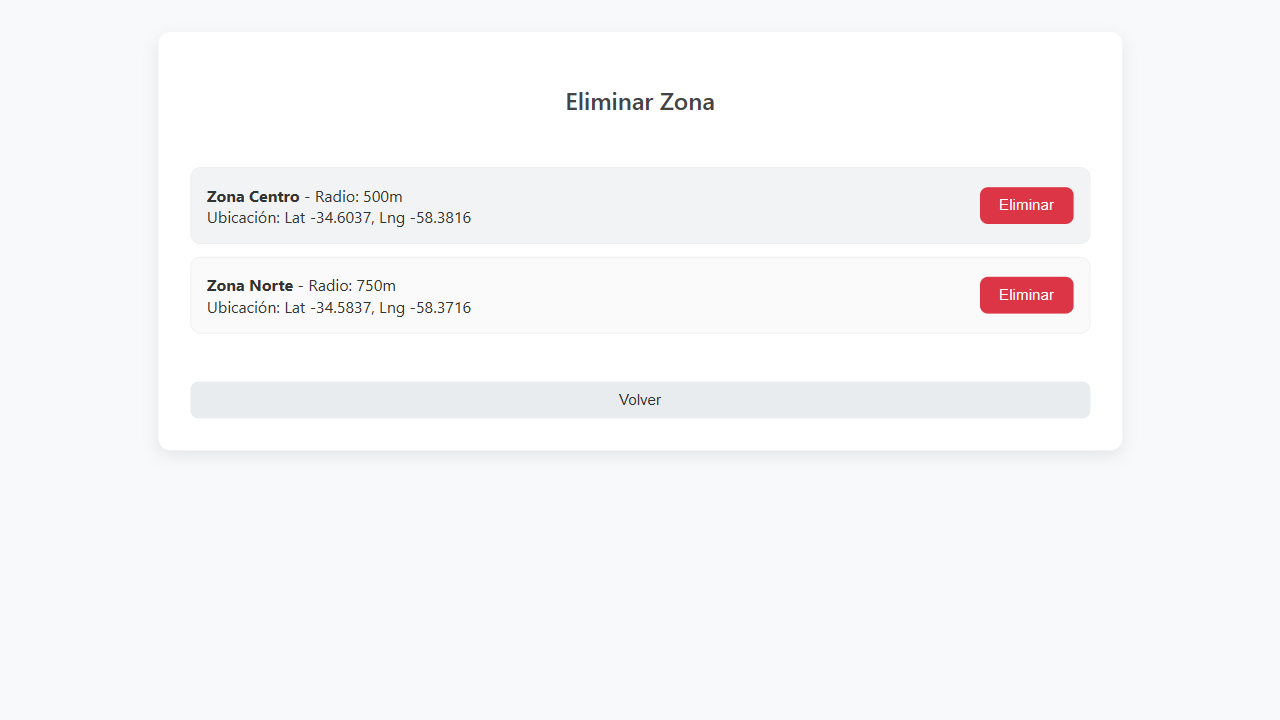 Eliminar Zona
Zona Centro - Radio: 500m
Ubicación: Lat -34.6037, Lng -58.3816
Eliminar
Zona Norte - Radio: 750m
Ubicación: Lat -34.5837, Lng -58.3716
Eliminar
Volver